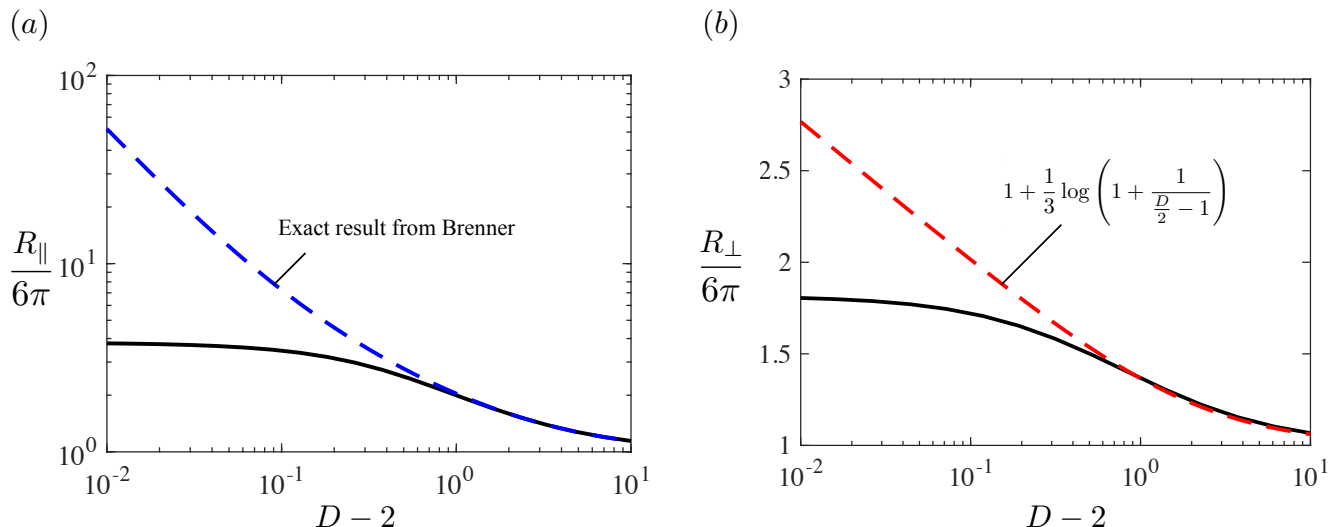 (a)
10^2
10^1
10^0
R_∥
6π
Exact result from Brenner
10^-2
10^-1
10^0
10^1
D − 2
(b)
3
2.5
2
1.5
1
R_⊥
6π
1 + 1/3 log (1 + 1/(D/2 − 1))
10^-2
10^-1
10^0
10^1
D − 2